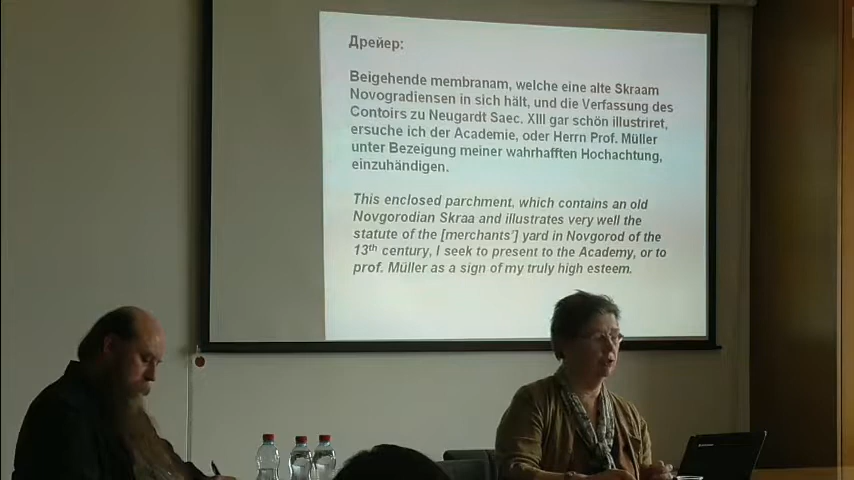 Дрейер:
Beigehende membranam, welche eine alte Skraam
Novogradiensen in sich hält, und die Verfassung des
Contoirs zu Neugardt Saec. XIII gar schön illustriret,
ersuche ich der Academie, oder Herrn Prof. Müller
unter Bezeigung meiner wahrhafften Hochachtung,
einzuhändigen.
This enclosed parchment, which contains an old
Novgorodian Skraa and illustrates very well the
statute of the [merchants'] yard in Novgorod of the
13th century, I seek to present to the Academy, or to
prof. Müller as a sign of my truly high esteem.